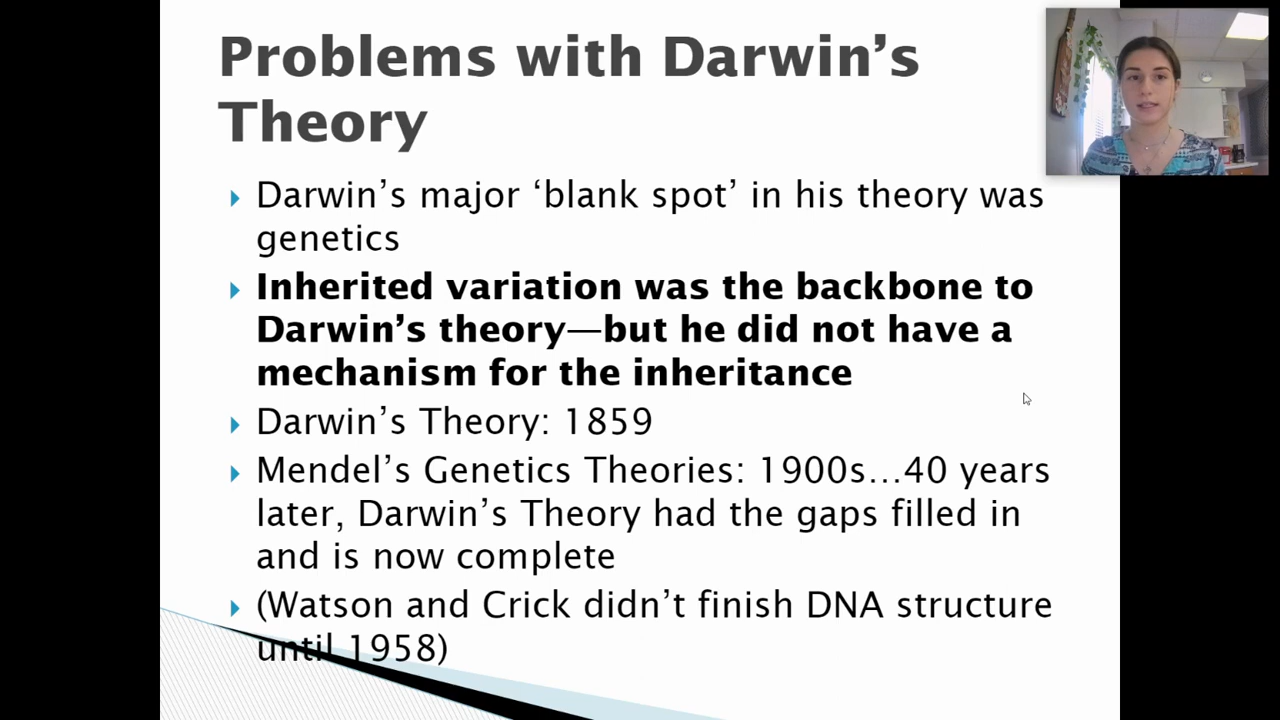 Problems with Darwin’s
Theory
Darwin’s major ‘blank spot’ in his theory was
genetics
Inherited variation was the backbone to
Darwin’s theory—but he did not have a
mechanism for the inheritance
Darwin’s Theory: 1859
Mendel’s Genetics Theories: 1900s…40 years
later, Darwin’s Theory had the gaps filled in
and is now complete
(Watson and Crick didn’t finish DNA structure
until 1958)